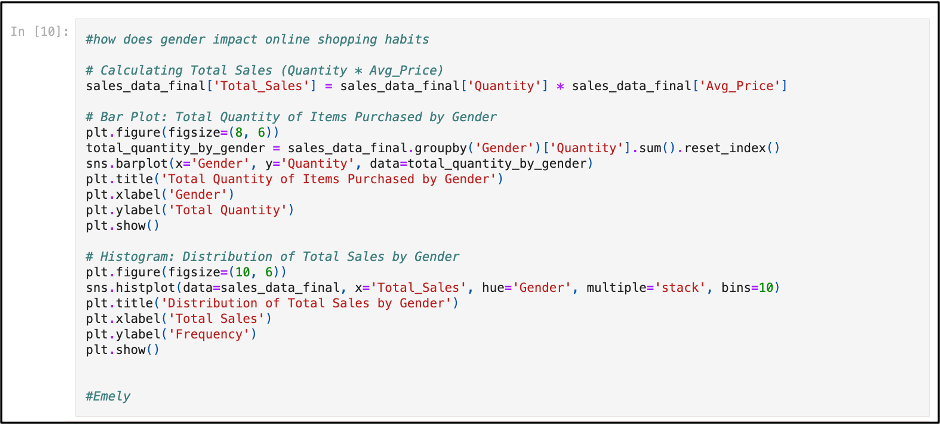 In [10]:
#how does gender impact online shopping habits
# Calculating Total Sales (Quantity * Avg_Price)
sales_data_final['Total_Sales'] = sales_data_final['Quantity'] * sales_data_final['Avg_Price']
# Bar Plot: Total Quantity of Items Purchased by Gender
plt.figure(figsize=(8, 6))
total_quantity_by_gender = sales_data_final.groupby('Gender')['Quantity'].sum().reset_index()
sns.barplot(x='Gender', y='Quantity', data=total_quantity_by_gender)
plt.title('Total Quantity of Items Purchased by Gender')
plt.xlabel('Gender')
plt.ylabel('Total Quantity')
plt.show()
# Histogram: Distribution of Total Sales by Gender
plt.figure(figsize=(10, 6))
sns.histplot(data=sales_data_final, x='Total_Sales', hue='Gender', multiple='stack', bins=10)
plt.title('Distribution of Total Sales by Gender')
plt.xlabel('Total Sales')
plt.ylabel('Frequency')
plt.show()
#Emely